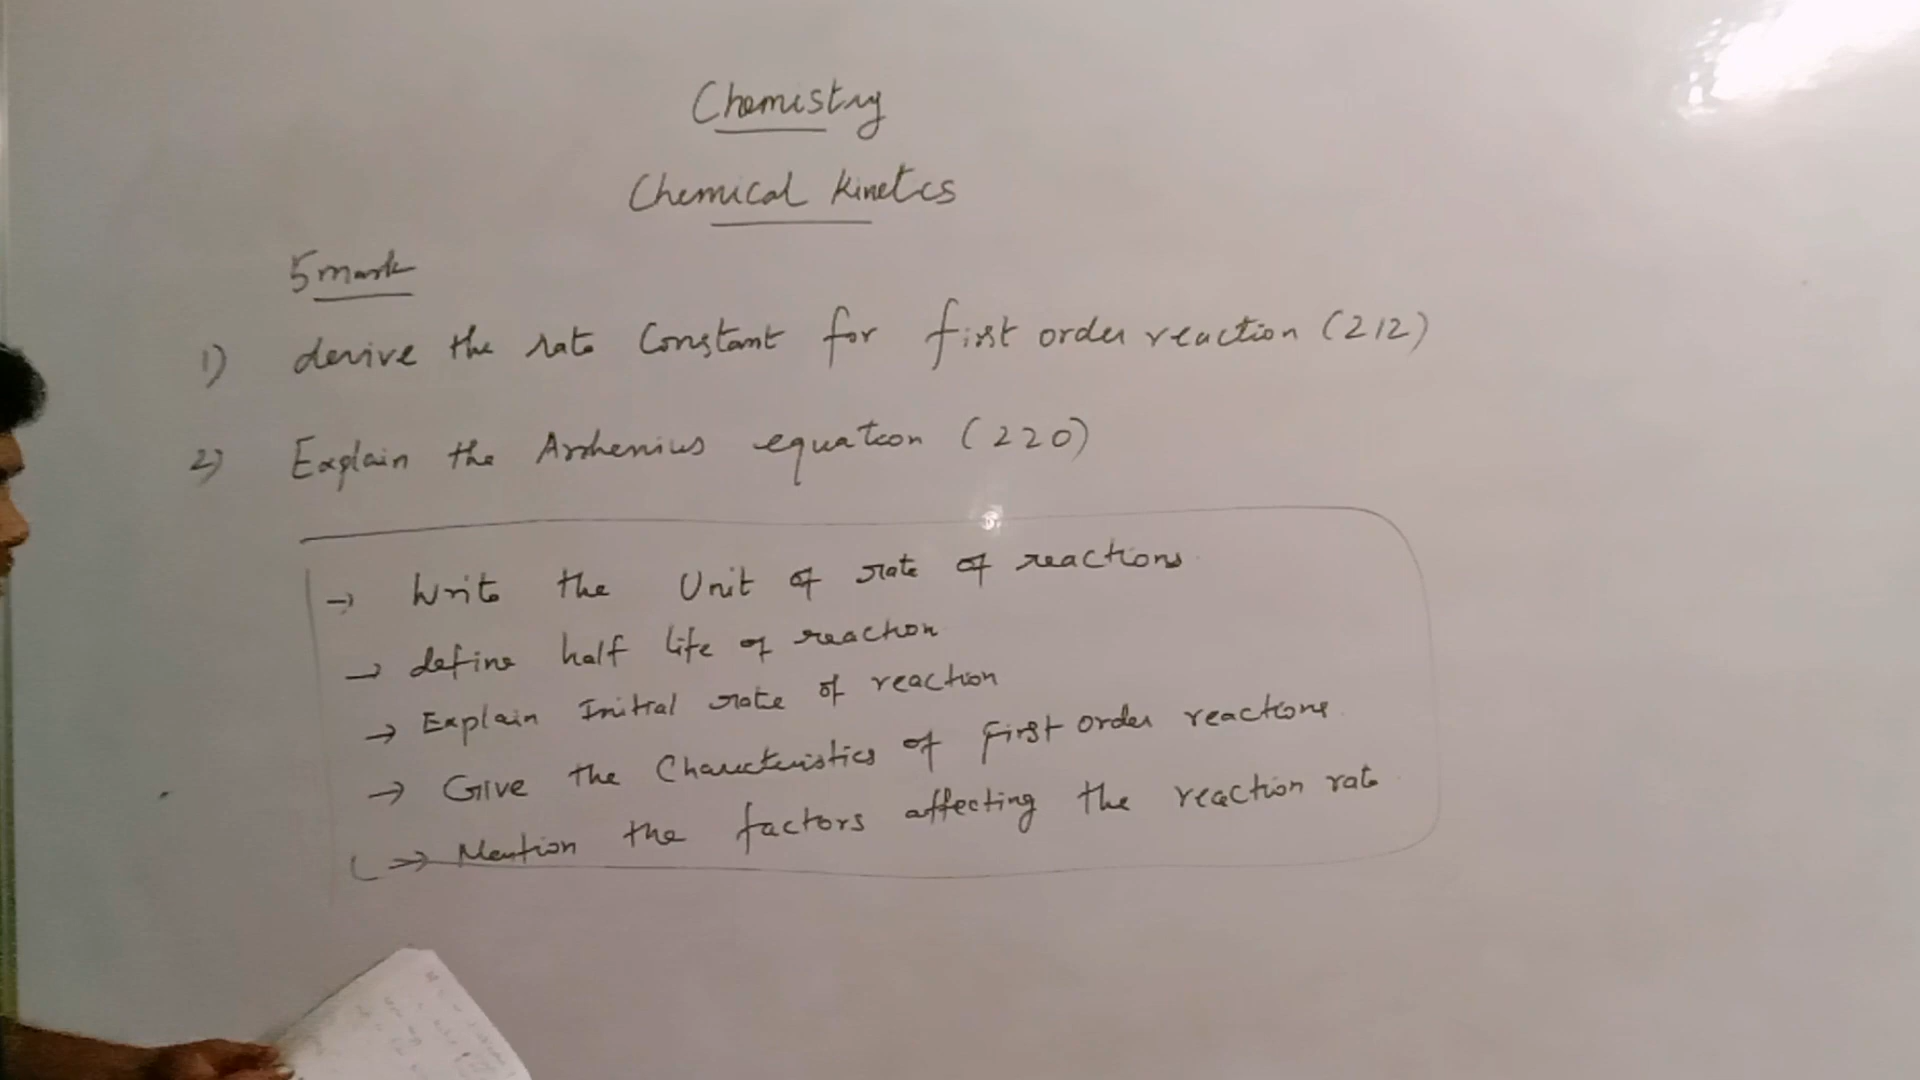 Chemistry
Chemical kinetcs
5 mark
1) derive the rate Constant for first order reaction (212)
2) Explain the Arrhenius equation (220)
→ Write the Unit of rate of reactions
→ define half life of reaction
→ Explain Initial rate of reaction
→ Give the Charucteristics of first order reactions
→ Mention the factors affecting the reaction rate